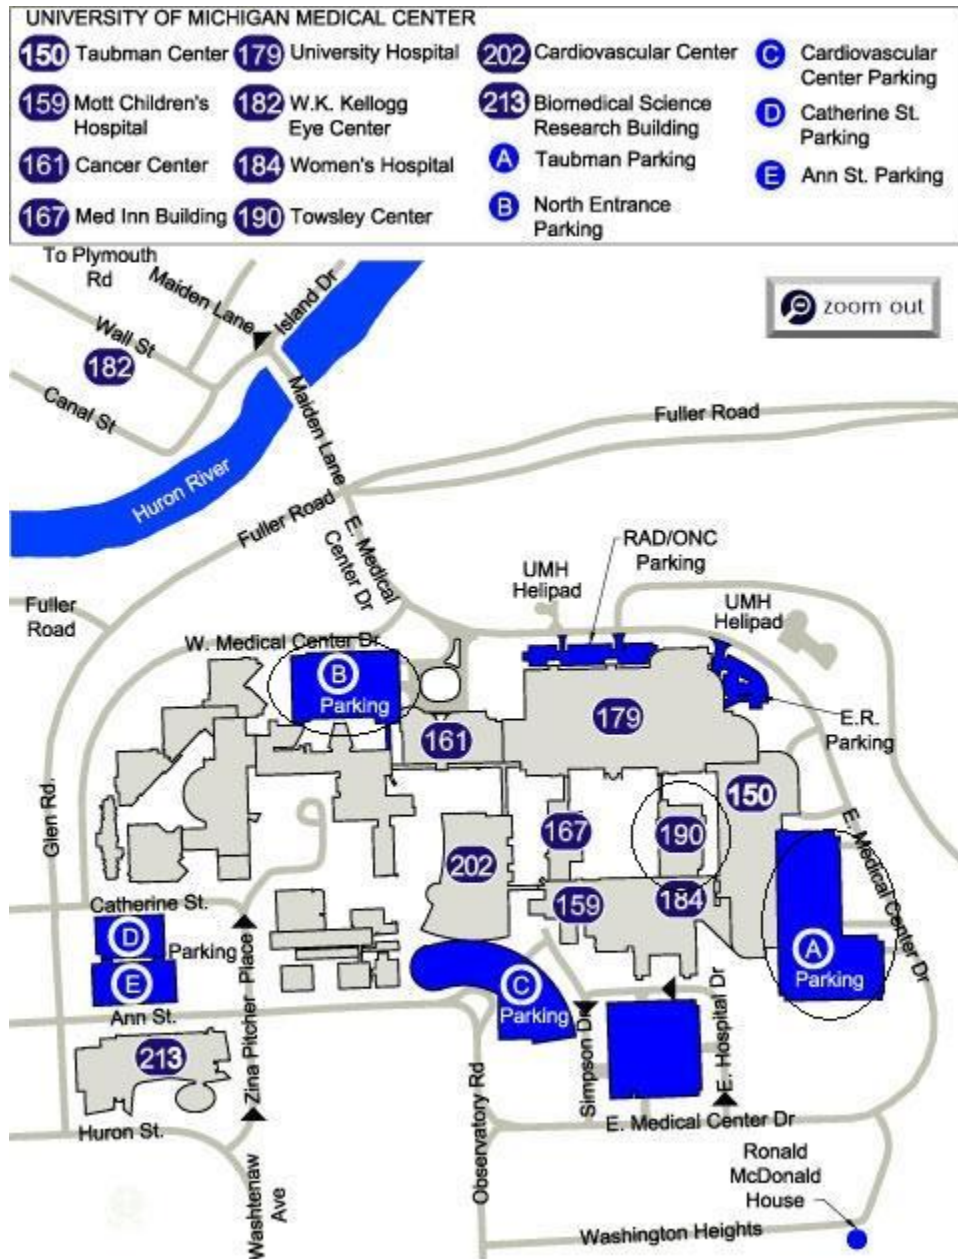 UNIVERSITY OF MICHIGAN MEDICAL CENTER
150 Taubman Center
179 University Hospital
202 Cardiovascular Center
C Cardiovascular
Center Parking
159 Mott Children's
Hospital
182 W.K. Kellogg
Eye Center
213 Biomedical Science
Research Building
D Catherine St.
Parking
161 Cancer Center
184 Women's Hospital
A Taubman Parking
E Ann St. Parking
167 Med Inn Building
190 Towsley Center
B North Entrance
Parking
To Plymouth
Rd
Maiden Lane
Island Dr
zoom out
Wall St
182
Canal St
Maiden Lane
Fuller Road
Huron River
Fuller Road
E. Medical
Center Dr
RAD/ONC
Parking
UMH
Helipad
UMH
Helipad
Fuller
Road
W. Medical Center Dr
B
Parking
179
161
E.R.
Parking
150
Glen Rd.
167
190
E. Medical Center Dr
202
159
184
Catherine St.
D
Parking
E
Zina Pitcher Place
A
Parking
C
Parking
Ann St.
Simpson Dr
E. Hospital Dr
213
Observatory Rd
Huron St.
E. Medical Center Dr
Washtenaw
Ave
Ronald
McDonald
House
Washington Heights